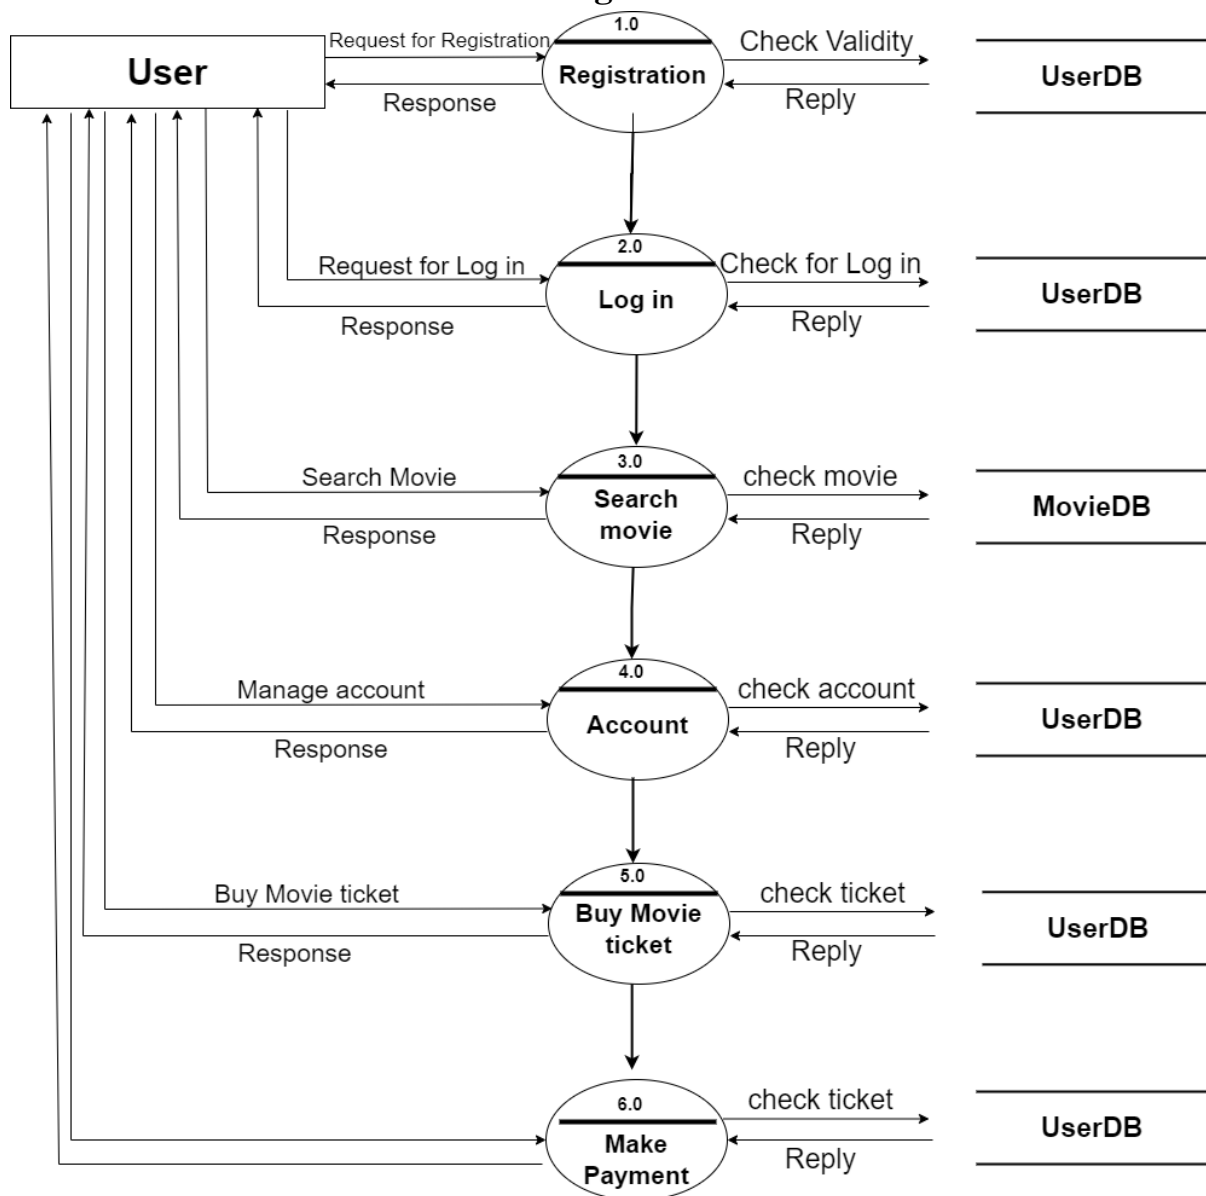 1.0
User
Request for Registration
Registration
Check Validity
UserDB
Response
Reply
2.0
Request for Log in
Log in
Check for Log in
UserDB
Response
Reply
3.0
Search Movie
Search
movie
check movie
MovieDB
Response
Reply
4.0
Manage account
Account
check account
UserDB
Response
Reply
5.0
Buy Movie ticket
Buy Movie
ticket
check ticket
UserDB
Response
Reply
6.0
Make
Payment
check ticket
UserDB
Reply